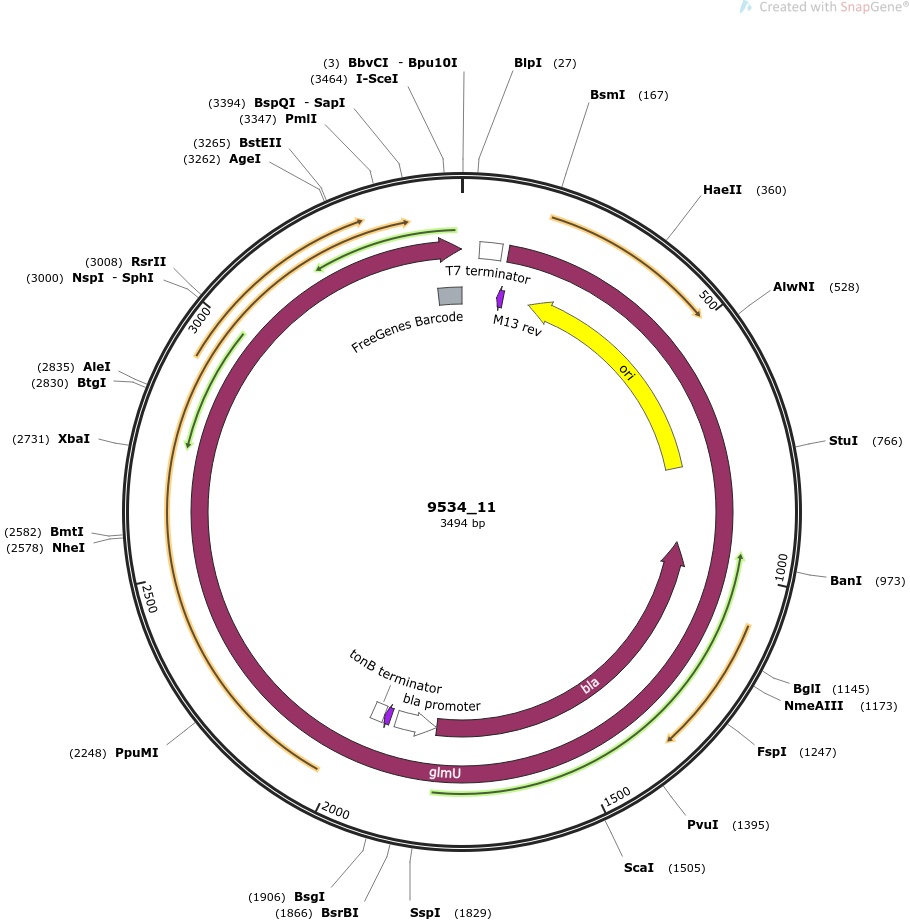 Created with SnapGene®
(3) BbvCI - Bpu10I
(3464) I-SceI
(3394) BspQI - SapI
(3347) PmlI
(3265) BstEII
(3262) AgeI
(3008) RsrII
(3000) NspI - SphI
(2835) AleI
(2830) BtgI
(2731) XbaI
(2582) BmtI
(2578) NheI
(2248) PpuMI
(1906) BsgI
(1866) BsrBI
SspI (1829)
BlpI (27)
BsmI (167)
HaeII (360)
AlwNI (528)
StuI (766)
BanI (973)
BglI (1145)
NmeAIII (1173)
FspI (1247)
PvuI (1395)
ScaI (1505)
500
1000
1500
2000
2500
3000
T7 terminator
FreeGenes Barcode
M13 rev
ori
9534_11
3494 bp
tonB terminator
bla promoter
bla
glmU